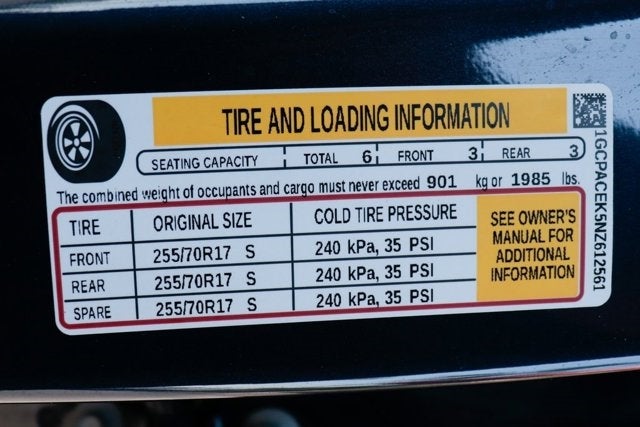 TIRE AND LOADING INFORMATION
SEATING CAPACITY TOTAL 6 FRONT 3 REAR 3
The combined weight of occupants and cargo must never exceed 901 kg or 1985 lbs.
TIRE ORIGINAL SIZE COLD TIRE PRESSURE
FRONT 255/70R17 S 240 kPa, 35 PSI
REAR 255/70R17 S 240 kPa, 35 PSI
SPARE 255/70R17 S 240 kPa, 35 PSI
SEE OWNER'S
MANUAL FOR
ADDITIONAL
INFORMATION
1GCPACEK5NZ612561